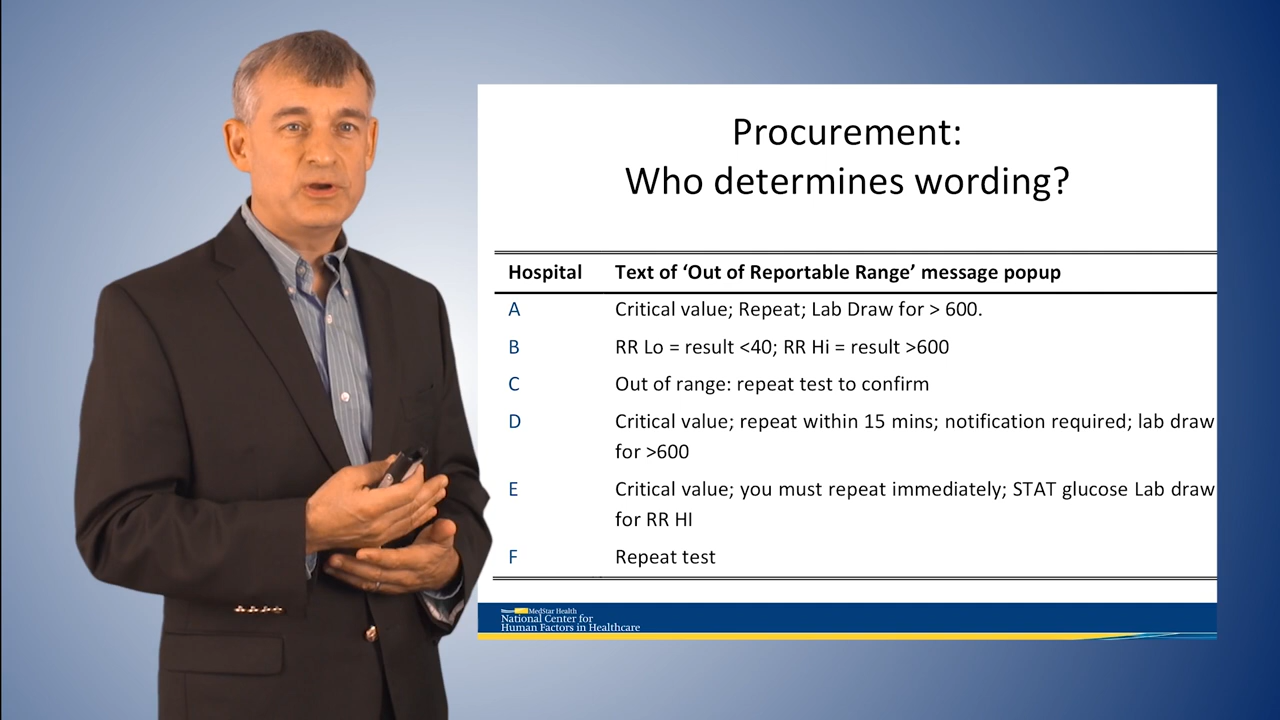 Procurement:
Who determines wording?
Hospital Text of ‘Out of Reportable Range’ message popup
A Critical value; Repeat; Lab Draw for > 600.
B RR Lo = result <40; RR Hi = result >600
C Out of range: repeat test to confirm
D Critical value; repeat within 15 mins; notification required; lab draw
for >600
E Critical value; you must repeat immediately; STAT glucose Lab draw
for RR HI
F Repeat test
MedStar Health
National Center for
Human Factors in Healthcare